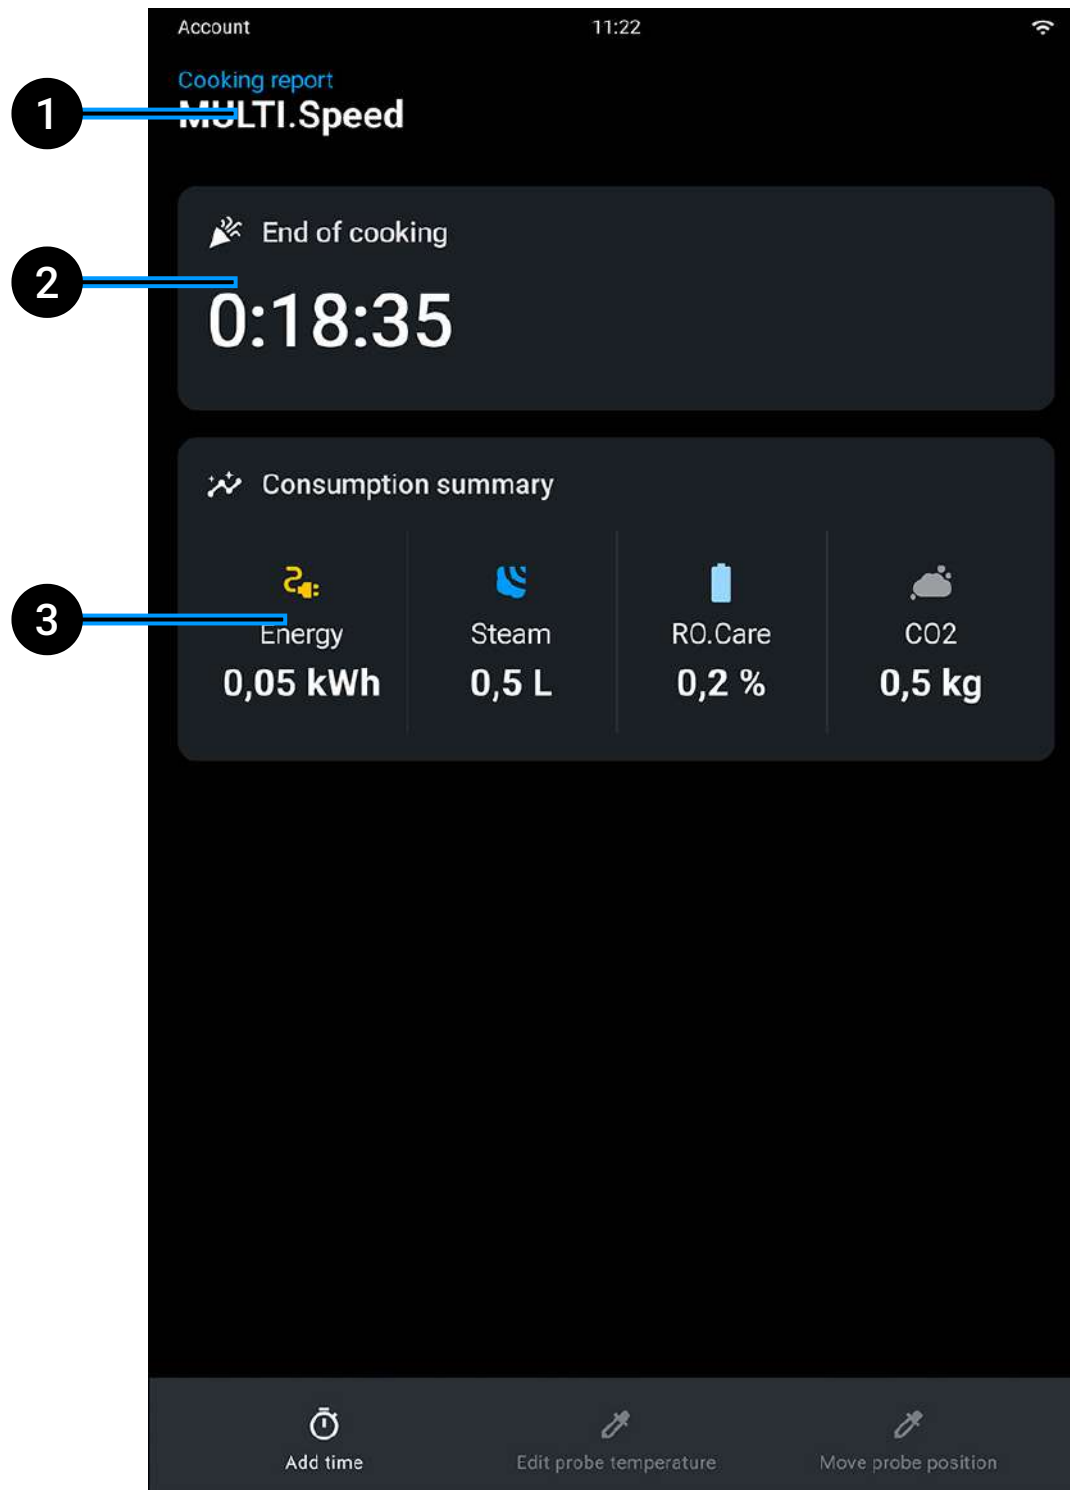 Account 11:22
Cooking report
1
MULTI.Speed
End of cooking
2
0:18:35
Consumption summary
3
Energy Steam RO.Care CO2
0,05 kWh 0,5 L 0,2 % 0,5 kg
Add time Edit probe temperature Move probe position